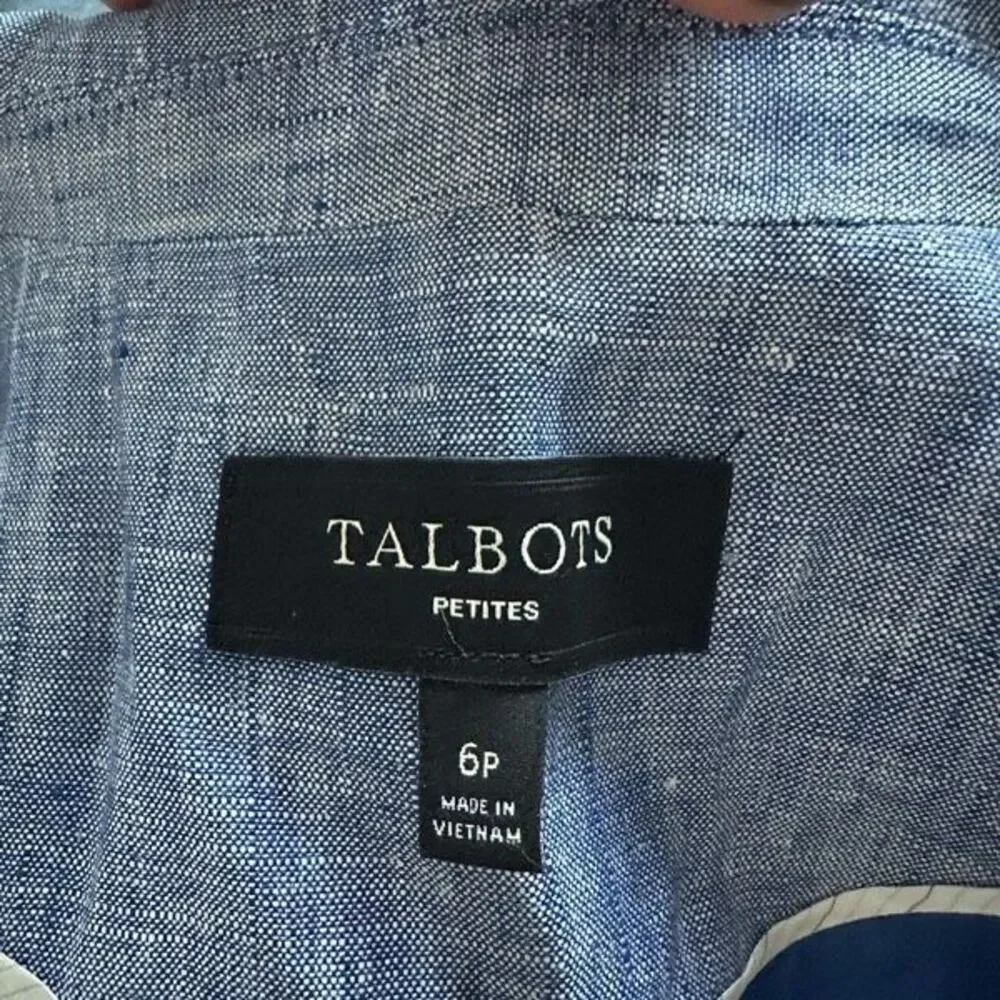 TALBOTS
PETITES
6P
MADE IN
VIETNAM